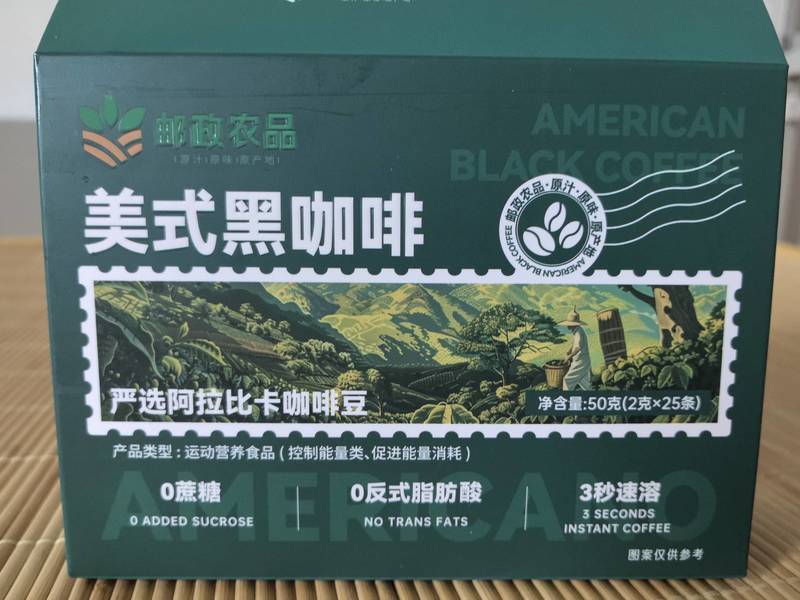 邮政农品
原汁|原味|原产地
AMERICAN
BLACK COFFEE
美式黑咖啡
邮政农品·原汁·原味·原产地
AMERICAN BLACK COFFEE
严选阿拉比卡咖啡豆
净含量:50克(2克×25条)
产品类型:运动营养食品(控制能量类、促进能量消耗)
AMERICANO
0蔗糖
0 ADDED SUCROSE
0反式脂肪酸
NO TRANS FATS
3秒速溶
3 SECONDS
INSTANT COFFEE
图案仅供参考